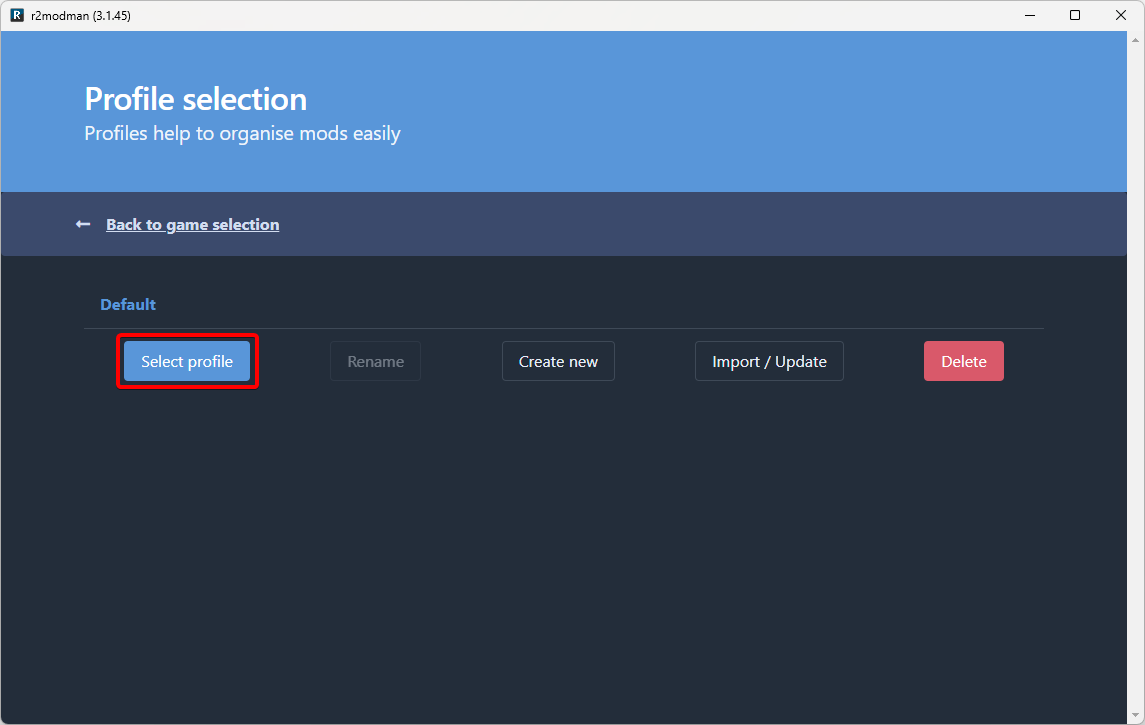 r2modman (3.1.45)
Profile selection
Profiles help to organise mods easily
Back to game selection
Default
Select profile
Rename
Create new
Import / Update
Delete